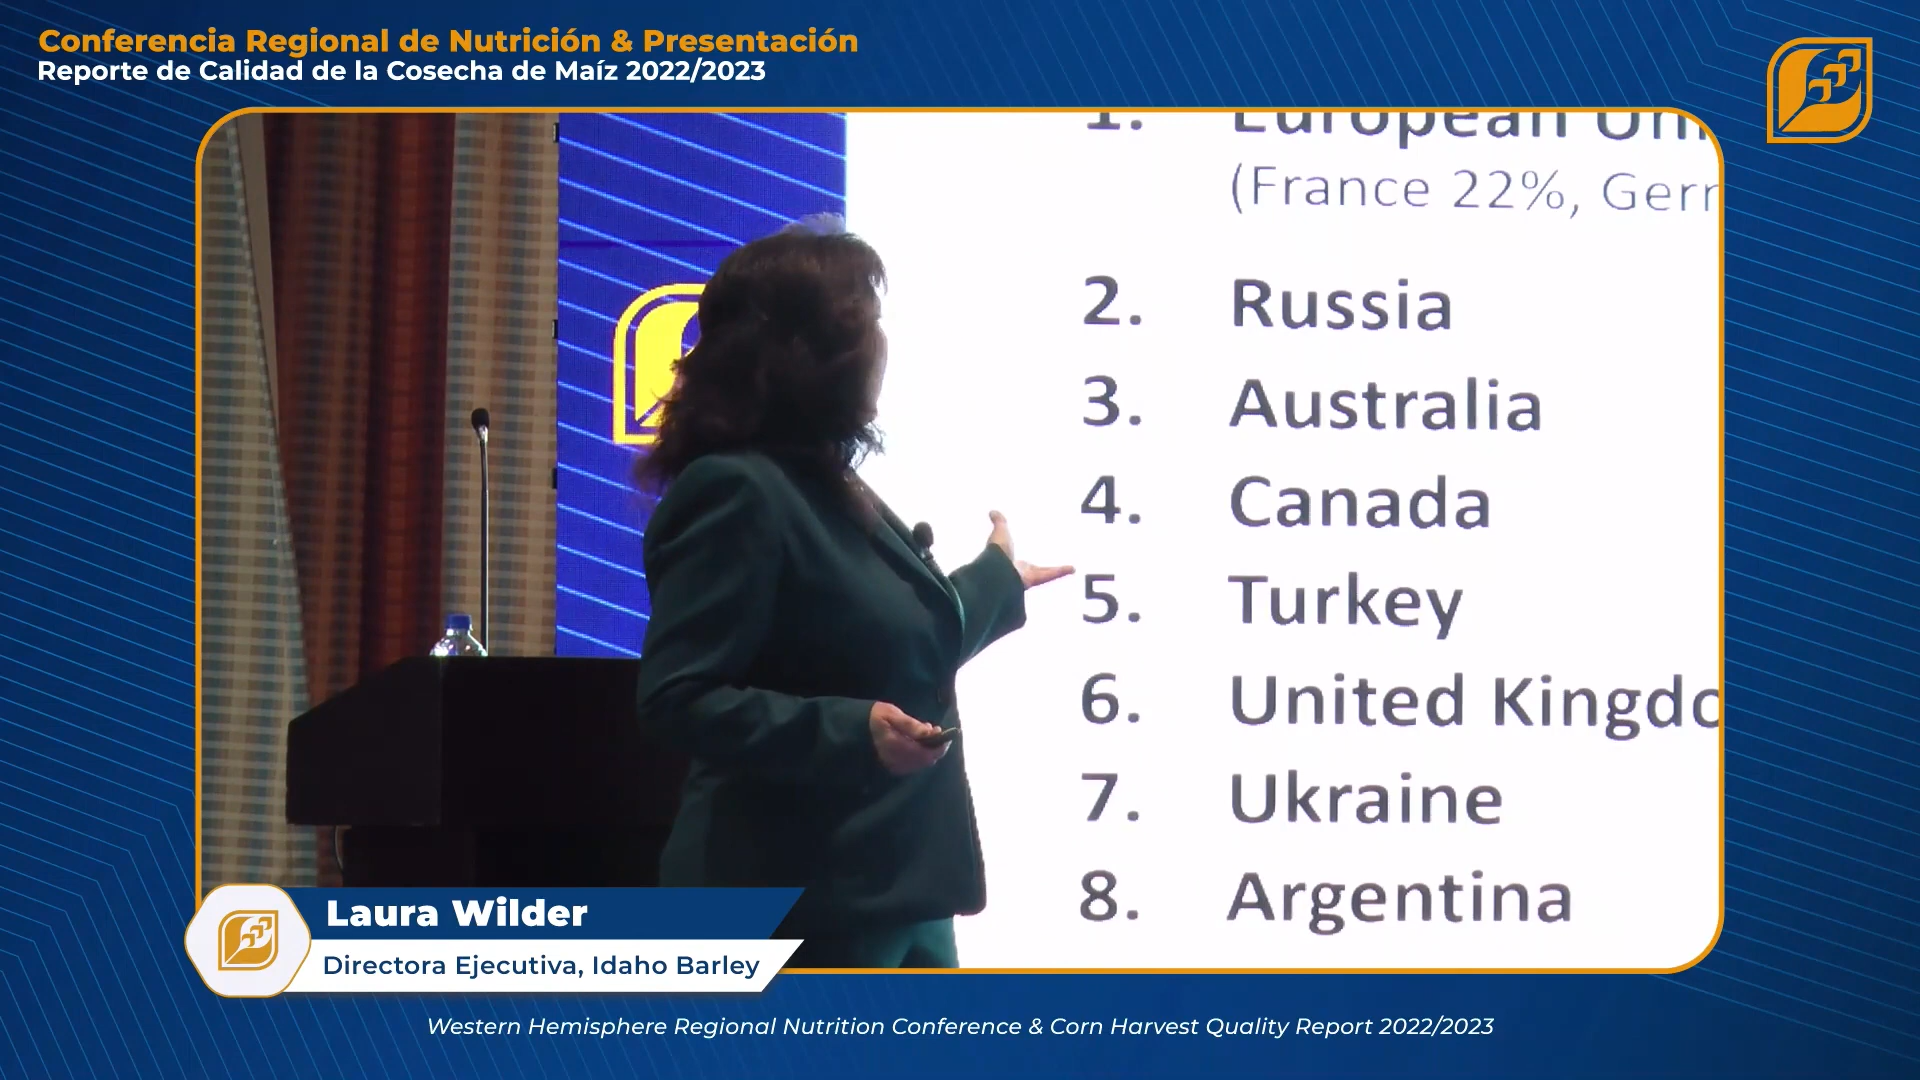 Conferencia Regional de Nutrición & Presentación
Reporte de Calidad de la Cosecha de Maíz 2022/2023
1. European
(France 22%,
2. Russia
3. Australia
4. Canada
5. Turkey
6. United
7. Ukraine
8. Argentina
Laura Wilder
Directora Ejecutiva, Idaho Barley
Western Hemisphere Regional Nutrition Conference & Corn Harvest Quality Report 2022/2023